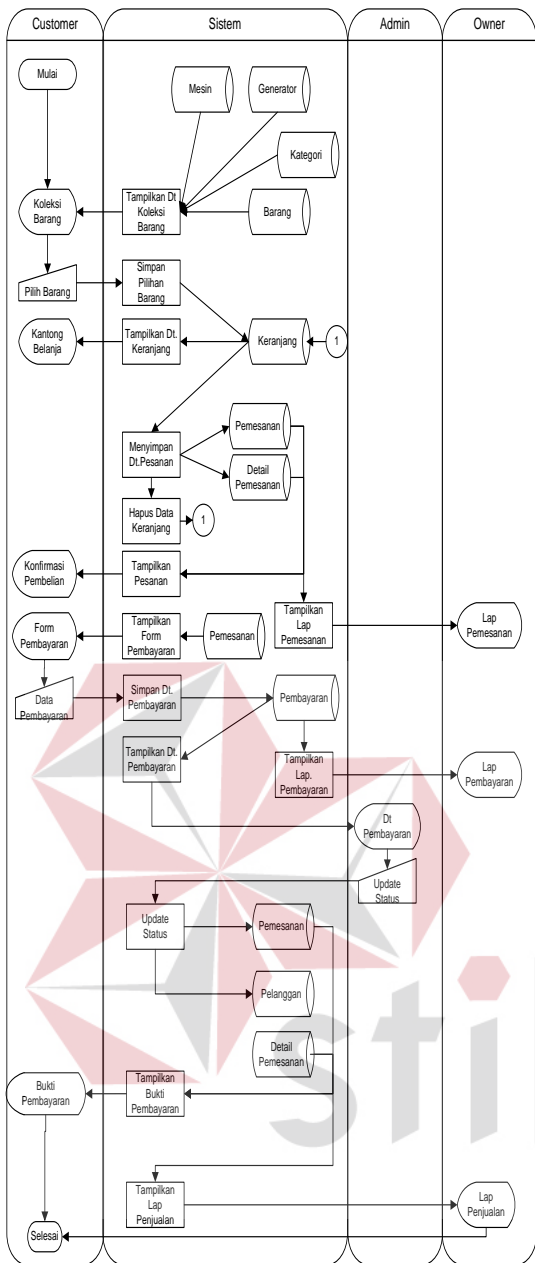 Customer
Sistem
Admin
Owner
Mulai
Mesin
Generator
Kategori
Koleksi
Barang
Tampilkan Dt
Koleksi
Barang
Barang
Pilih Barang
Simpan
Pilihan
Barang
Kantong
Belanja
Tampilkan Dt.
Keranjang
Keranjang
1
Pemesanan
Menyimpan
Dt.Pesanan
Detail
Pemesanan
Hapus Data
Keranjang
1
Konfirmasi
Pembelian
Tampilkan
Pesanan
Tampilkan
Lap
Pemesanan
Lap
Pemesanan
Form
Pembayaran
Tampilkan
Form
Pembayaran
Pemesanan
Data
Pembayaran
Simpan Dt.
Pembayaran
Pembayaran
Tampilkan Dt.
Pembayaran
Tampilkan
Lap.
Pembayaran
Lap
Pembayaran
Dt
Pembayaran
Update
Status
Update
Status
Pemesanan
Pelanggan
Detail
Pemesanan
Bukti
Pembayaran
Tampilkan
Bukti
Pembayaran
Tampilkan
Lap
Penjualan
Lap
Penjualan
Selesai
sti